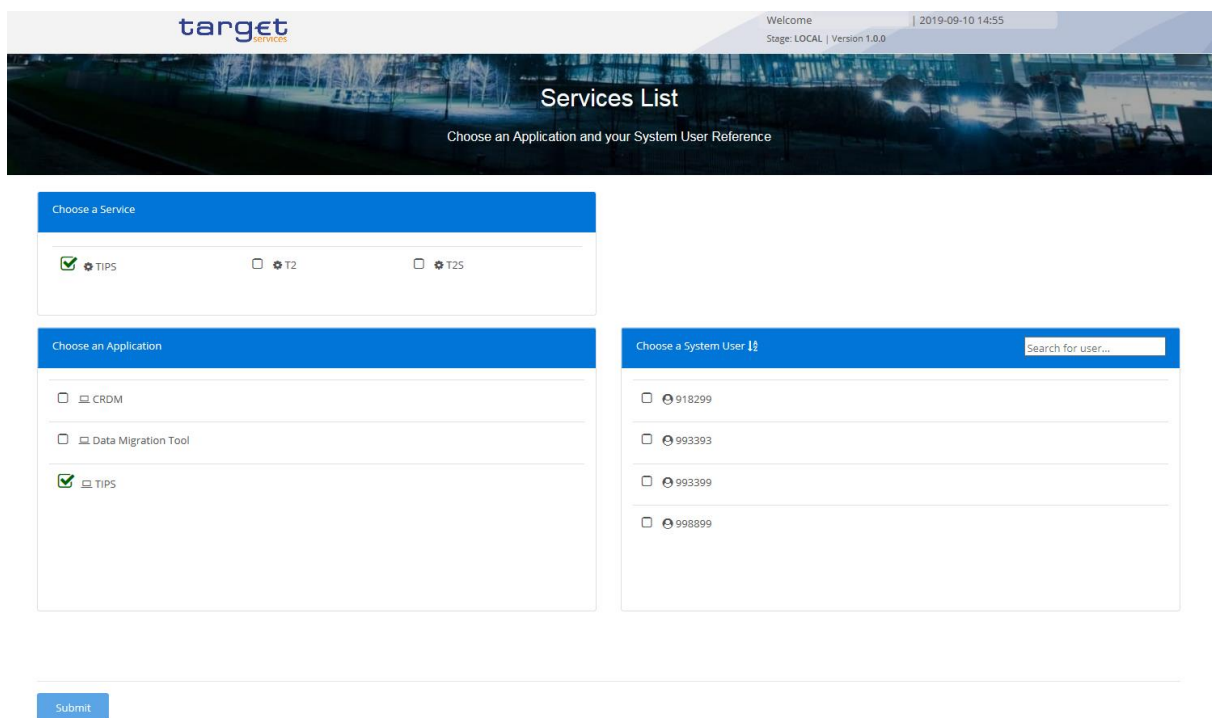 target
services
Welcome | 2019-09-10 14:55
Stage: LOCAL | Version 1.0.0
Services List
Choose an Application and your System User Reference
Choose a Service
TIPS T2 T2S
Choose an Application
CRDM
Data Migration Tool
TIPS
Choose a System User
Search for user...
918299
993393
993399
998899
Submit